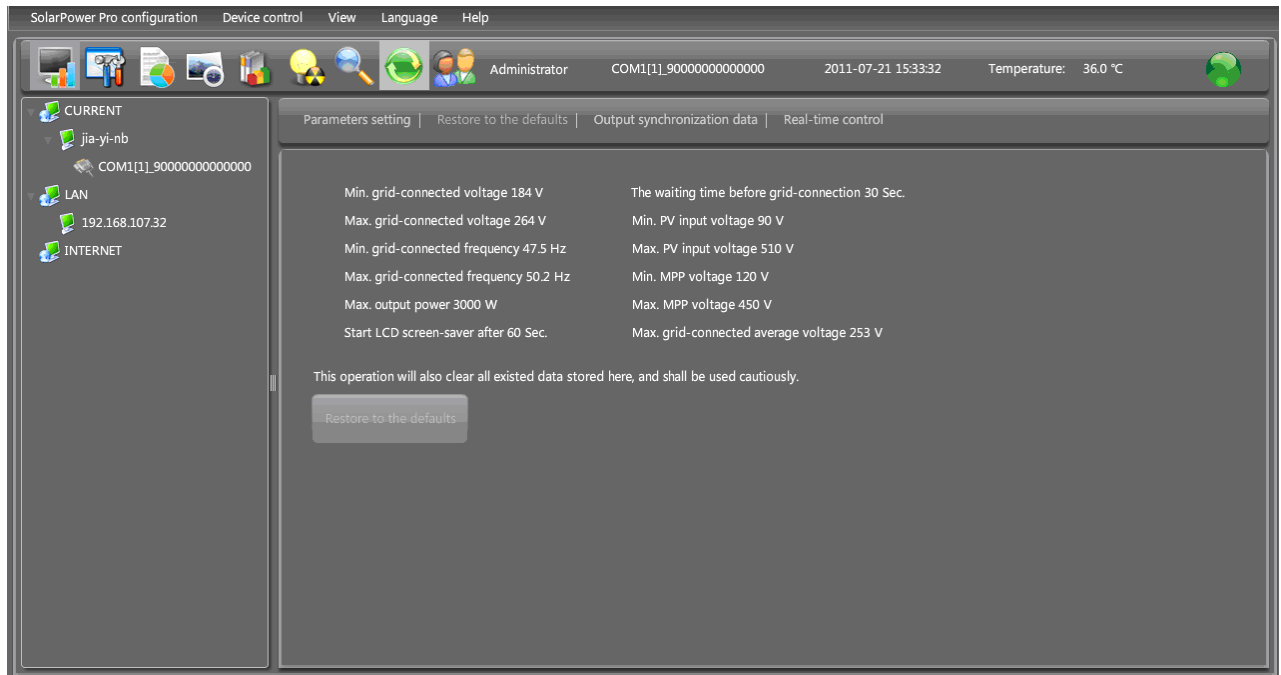 SolarPower Pro configuration Device control View Language Help
Administrator COM1[1]_90000000000000 2011-07-21 15:33:32 Temperature: 36.0 ℃
CURRENT
jia-yi-nb
COM1[1]_90000000000000
LAN
192.168.107.32
INTERNET
Parameters setting | Restore to the defaults | Output synchronization data | Real-time control
Min. grid-connected voltage 184 V The waiting time before grid-connection 30 Sec.
Max. grid-connected voltage 264 V Min. PV input voltage 90 V
Min. grid-connected frequency 47.5 Hz Max. PV input voltage 510 V
Max. grid-connected frequency 50.2 Hz Min. MPP voltage 120 V
Max. output power 3000 W Max. MPP voltage 450 V
Start LCD screen-saver after 60 Sec. Max. grid-connected average voltage 253 V
This operation will also clear all existed data stored here, and shall be used cautiously.
Restore to the defaults